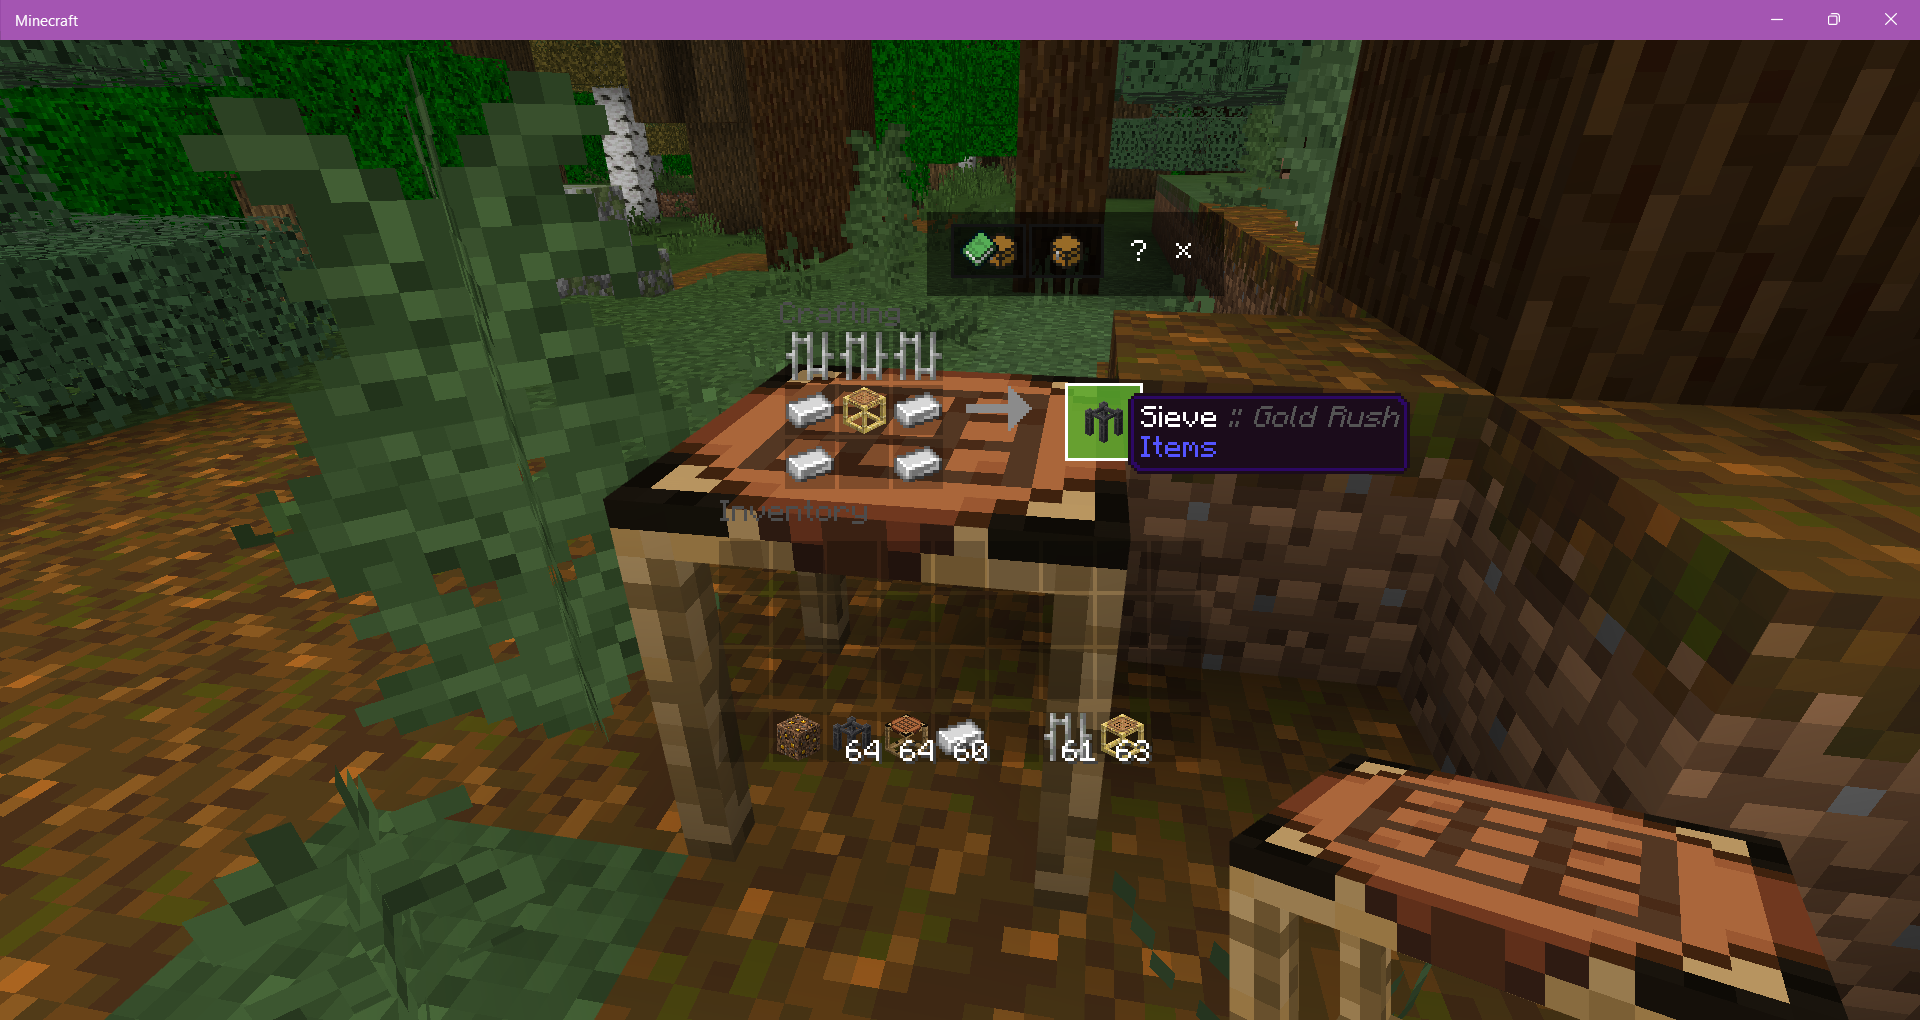 Minecraft
? ×
Crafting
Sieve :: Gold Rush
Items
Inventory
64 64 60 61 63